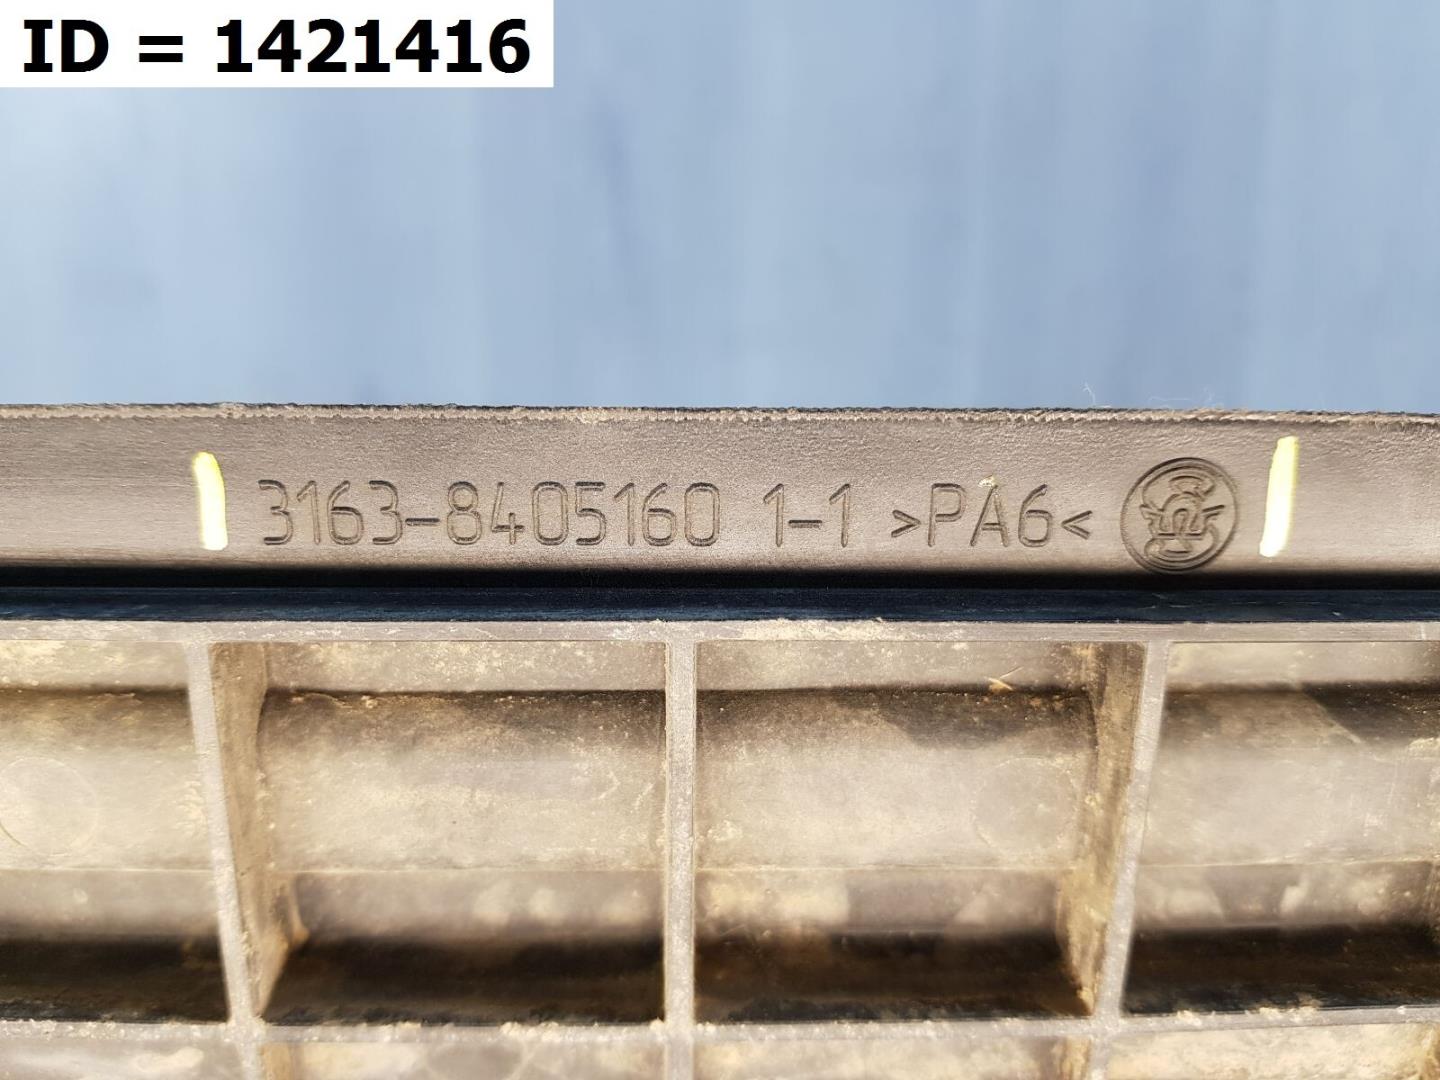 ID = 1421416
3163-8405160 1-1 >PA6<